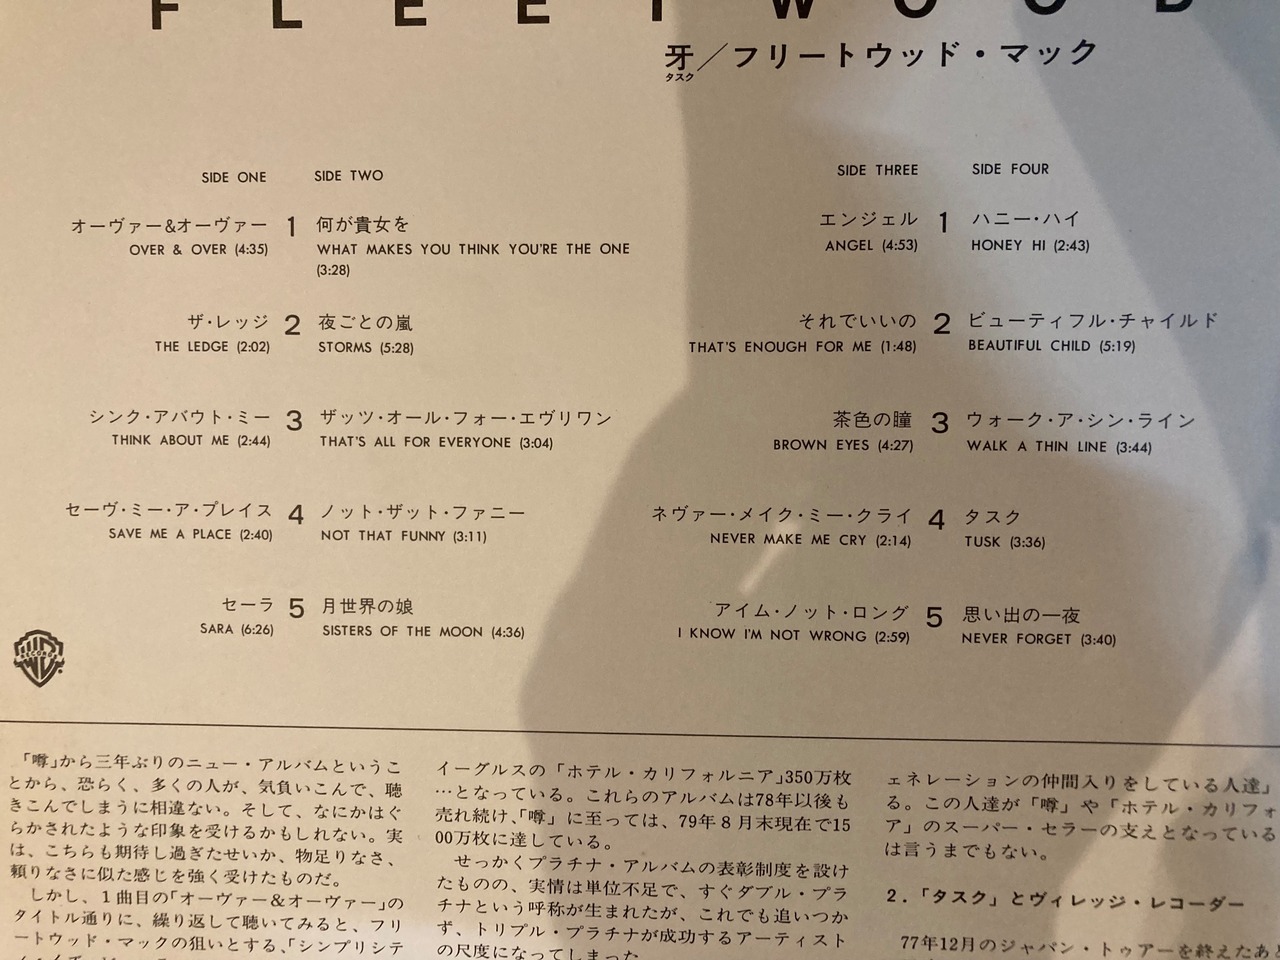 FLEETWOOD
牙／フリートウッド・マック
タスク
SIDE ONE
オーヴァー&オーヴァー 1
OVER & OVER (4:35)
ザ・レッジ 2
THE LEDGE (2:02)
シンク・アバウト・ミー 3
THINK ABOUT ME (2:44)
セーヴ・ミー・ア・プレイス 4
SAVE ME A PLACE (2:40)
セーラ 5
SARA (6:26)
SIDE TWO
何が貴女を
WHAT MAKES YOU THINK YOU'RE THE ONE
(3:28)
夜ごとの嵐
STORMS (5:28)
ザッツ・オール・フォー・エヴリワン
THAT'S ALL FOR EVERYONE (3:04)
ノット・ザット・ファニー
NOT THAT FUNNY (3:11)
月世界の娘
SISTERS OF THE MOON (4:36)
SIDE THREE
エンジェル 1
ANGEL (4:53)
それでいいの 2
THAT'S ENOUGH FOR ME (1:48)
茶色の瞳 3
BROWN EYES (4:27)
ネヴァー・メイク・ミー・クライ 4
NEVER MAKE ME CRY (2:14)
アイム・ノット・ロング 5
I KNOW I'M NOT WRONG (2:59)
SIDE FOUR
ハニー・ハイ
HONEY HI (2:43)
ビューティフル・チャイルド
BEAUTIFUL CHILD (5:19)
ウォーク・ア・シン・ライン
WALK A THIN LINE (3:44)
タスク
TUSK (3:36)
思い出の一夜
NEVER FORGET (3:40)
RECORDS
「噂」から三年ぶりのニュー・アルバムというこ
とから、恐らく、多くの人が、気負いこんで、聴
きこんでしまうに相違ない。そして、なにかはぐ
らかされたような印象を受けるかもしれない。実
は、こちらも期待し過ぎたせいか、物足りなさ、
頼りなさに似た感じを強く受けたものだ。
しかし、1曲目の「オーヴァー＆オーヴァー」の
タイトル通りに、繰り返して聴いてみると、フリ
ートウッド・マックの狙いとする、「シンプリシテ
イーグルスの「ホテル・カリフォルニア」350万枚
…となっている。これらのアルバムは78年以後も
売れ続け、「噂」に至っては、79年8月末現在で15
00万枚に達している。
せっかくプラチナ・アルバムの表彰制度を設け
たものの、実情は単位不足で、すぐダブル・プラ
チナという呼称が生まれたが、これでも追いつか
ず、トリプル・プラチナが成功するアーティスト
の尺度になってしまった
ェネレーションの仲間入りをしている人達」
る。この人達が「噂」や「ホテル・カリフォ
ア」のスーパー・セラーの支えとなっている
は言うまでもない。
2．「タスク」とヴィレッジ・レコーダー
77年12月のジャパン・トゥアーを終えたあと